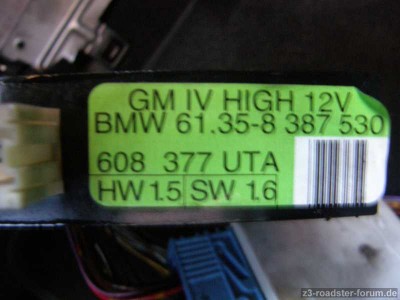 GM IV HIGH 12V
BMW 61.35-8 387 530
608 377 UTA
HW 1.5 SW 1.6
z3-roadster-forum.de